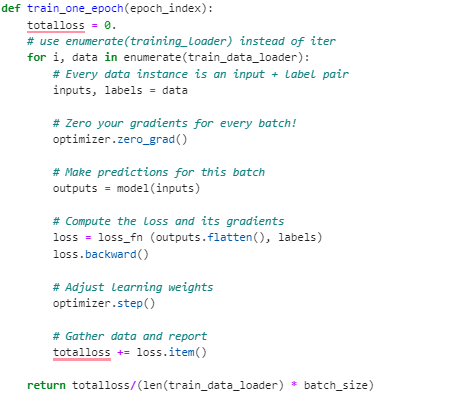 def train_one_epoch(epoch_index):
    totalloss = 0.
    # use enumerate(training_loader) instead of iter
    for i, data in enumerate(train_data_loader):
        # Every data instance is an input + label pair
        inputs, labels = data

        # Zero your gradients for every batch!
        optimizer.zero_grad()

        # Make predictions for this batch
        outputs = model(inputs)

        # Compute the loss and its gradients
        loss = loss_fn (outputs.flatten(), labels)
        loss.backward()

        # Adjust learning weights
        optimizer.step()

        # Gather data and report
        totalloss += loss.item()

    return totalloss/(len(train_data_loader) * batch_size)